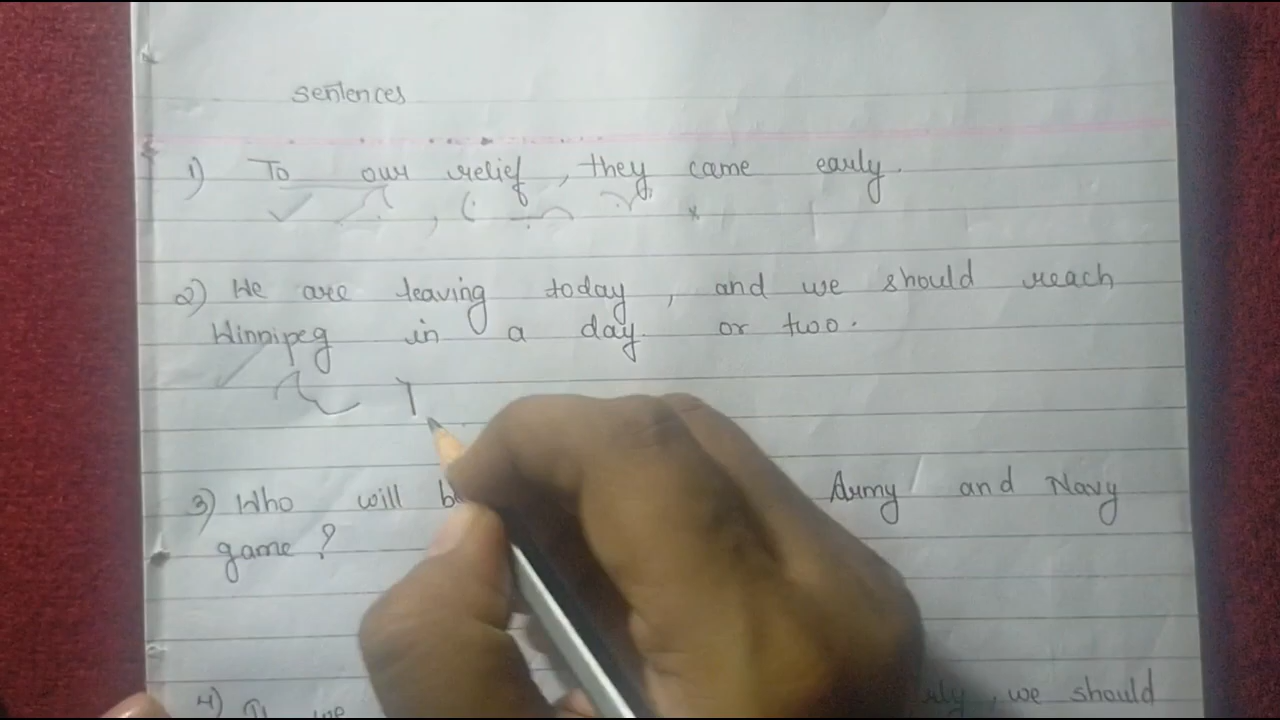 sentences
1) To our relief, they came early.
2) We are leaving today, and we should reach
Winnipeg in a day or two.
3) Who will Army and Navy
game?
4) we should